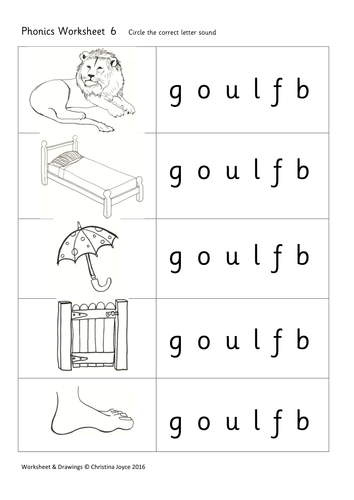 Phonics Worksheet 6 Circle the correct letter sound
g o u l f b
g o u l f b
g o u l f b
g o u l f b
g o u l f b
Worksheet & Drawings © Christina Joyce 2016